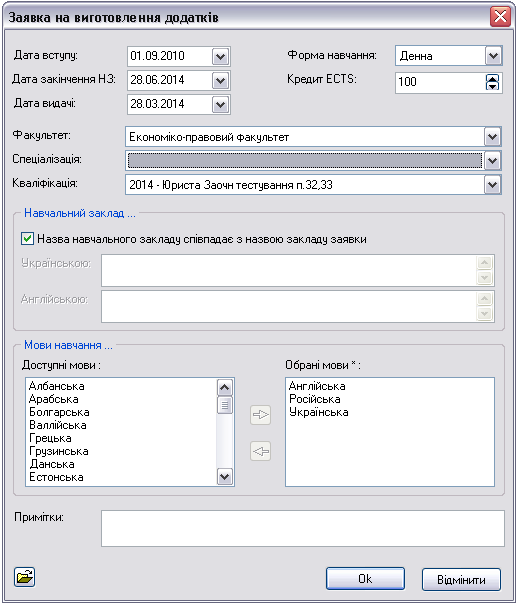 Заявка на виготовлення додатків
Дата вступу: 01.09.2010 Форма навчання: Денна
Дата закінчення НЗ: 28.06.2014 Кредит ECTS: 100
Дата видачі: 28.03.2014
Факультет: Економіко-правовий факультет
Спеціалізація:
Кваліфікація: 2014 - Юриста Заочн тестування п.32,33
Навчальний заклад ...
Назва навчального закладу співпадає з назвою закладу заявки
Українською:
Англійською:
Мови навчання ...
Доступні мови : Обрані мови * :
Албанська Англійська
Арабська Російська
Болгарська Українська
Валлійська
Грецька
Грузинська
Данська
Естонська
Примітки:
Ok Відмінити